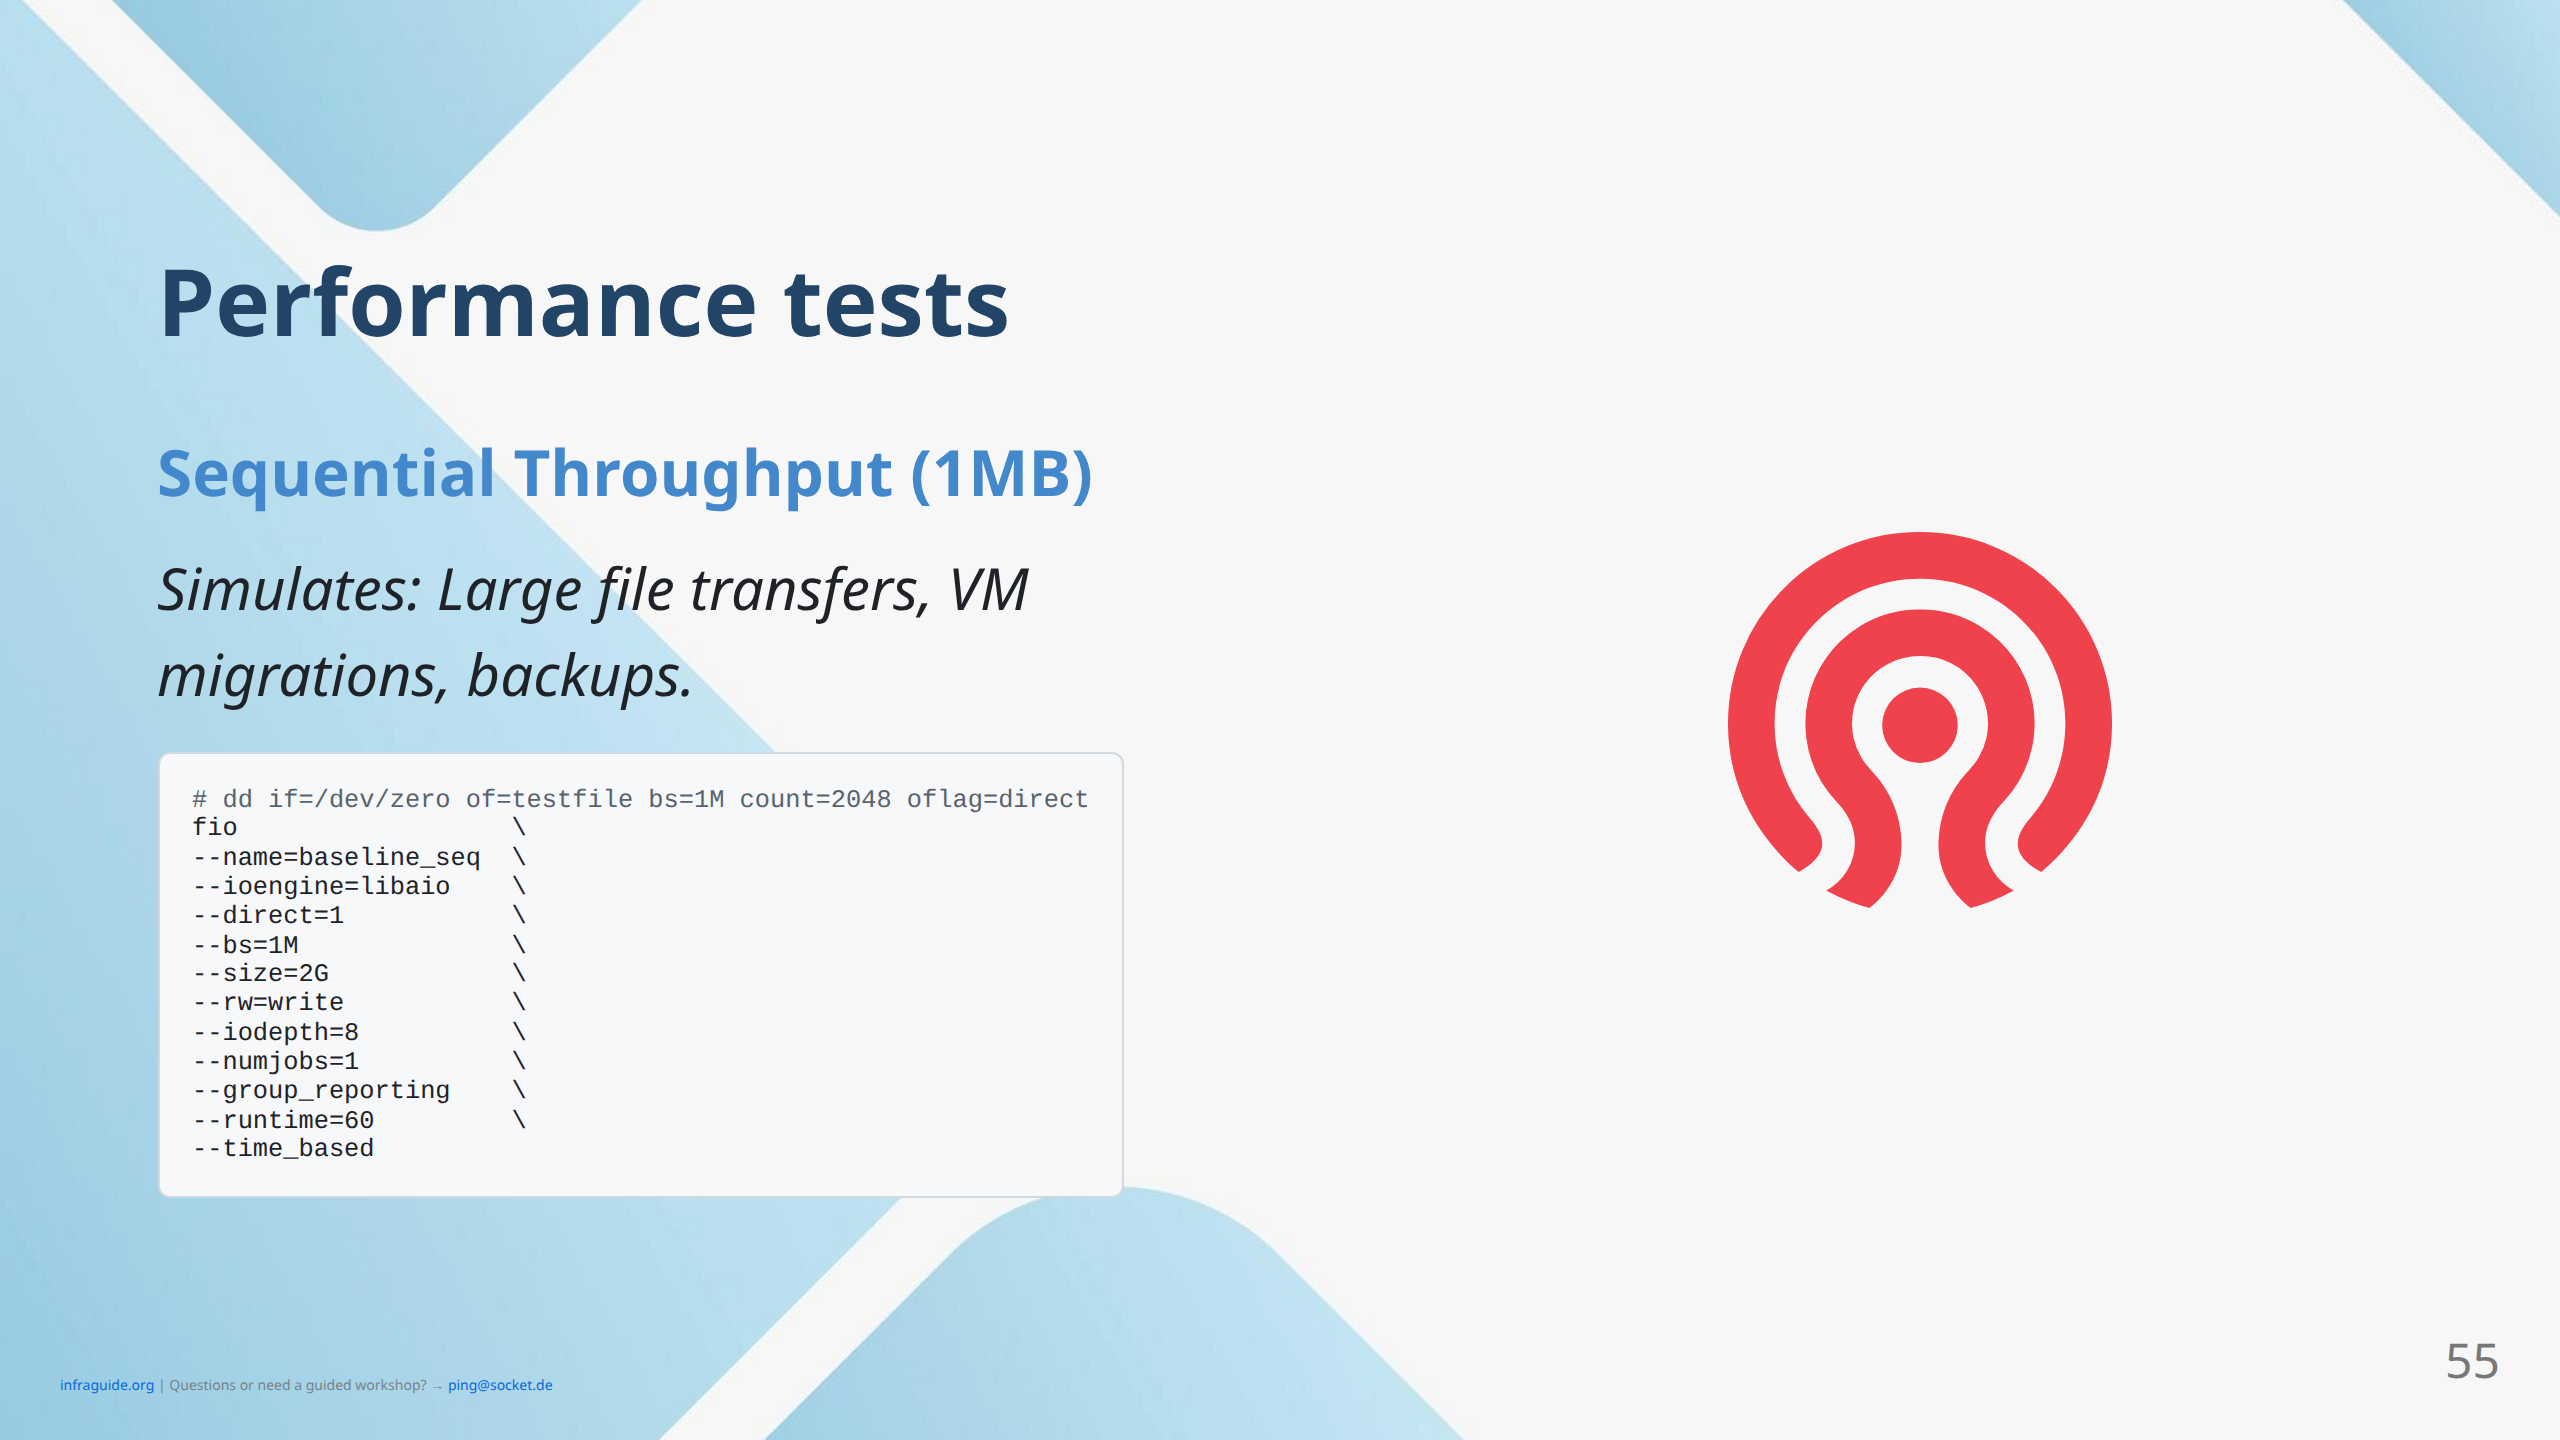 Performance tests
Sequential Throughput (1MB)
Simulates: Large file transfers, VM
migrations, backups.
# dd if=/dev/zero of=testfile bs=1M count=2048 oflag=direct
fio                  \
--name=baseline_seq  \
--ioengine=libaio    \
--direct=1           \
--bs=1M              \
--size=2G            \
--rw=write           \
--iodepth=8          \
--numjobs=1          \
--group_reporting    \
--runtime=60         \
--time_based
infraguide.org | Questions or need a guided workshop? → ping@socket.de
55